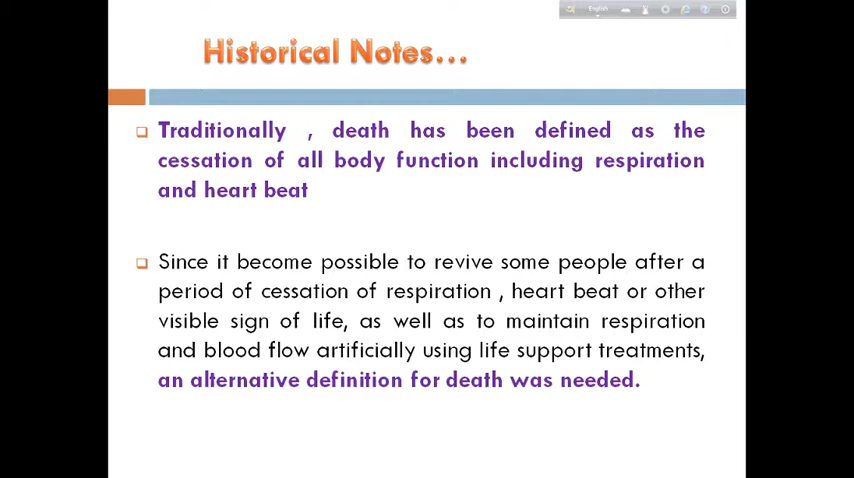 English
Historical Notes...
Traditionally , death has been defined as the
cessation of all body function including respiration
and heart beat
Since it become possible to revive some people after a
period of cessation of respiration , heart beat or other
visible sign of life, as well as to maintain respiration
and blood flow artificially using life support treatments,
an alternative definition for death was needed.